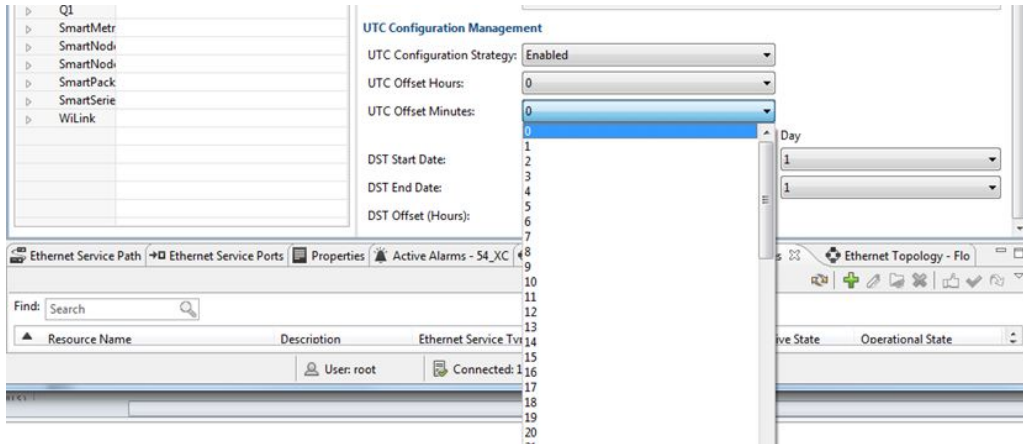 Q1
SmartMetr
SmartNod
SmartNod
SmartPack
SmartSerie
WiLink
UTC Configuration Management
UTC Configuration Strategy: Enabled
UTC Offset Hours: 0
UTC Offset Minutes: 0
Day
DST Start Date: 1
DST End Date: 1
DST Offset (Hours):
0
1
2
3
4
5
6
7
8
9
10
11
12
13
14
15
16
17
18
19
20
Ethernet Service Path Ethernet Service Ports Properties Active Alarms - 54_XC s Ethernet Topology - Flo
Find: Search
Resource Name Description Ethernet Service Ty ive State Operational State
User: root Connected: 1